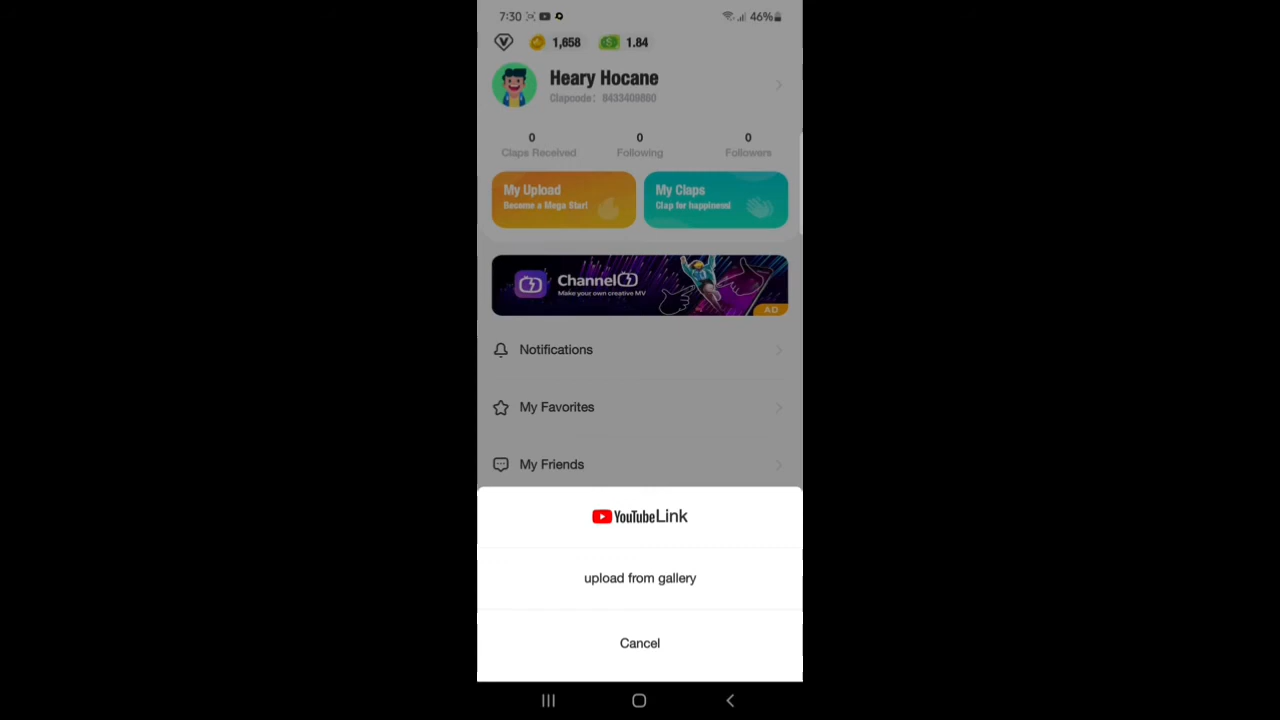 7:30 46%
1,658 1.84
Heary Hocane
Clapcode: 8433409860
0 0 0
Claps Received Following Followers
My Upload My Claps
Become a Mega Star! Clap for happiness!
Channel
Make your own creative MV
AD
Notifications
My Favorites
My Friends
YouTube Link
upload from gallery
Cancel